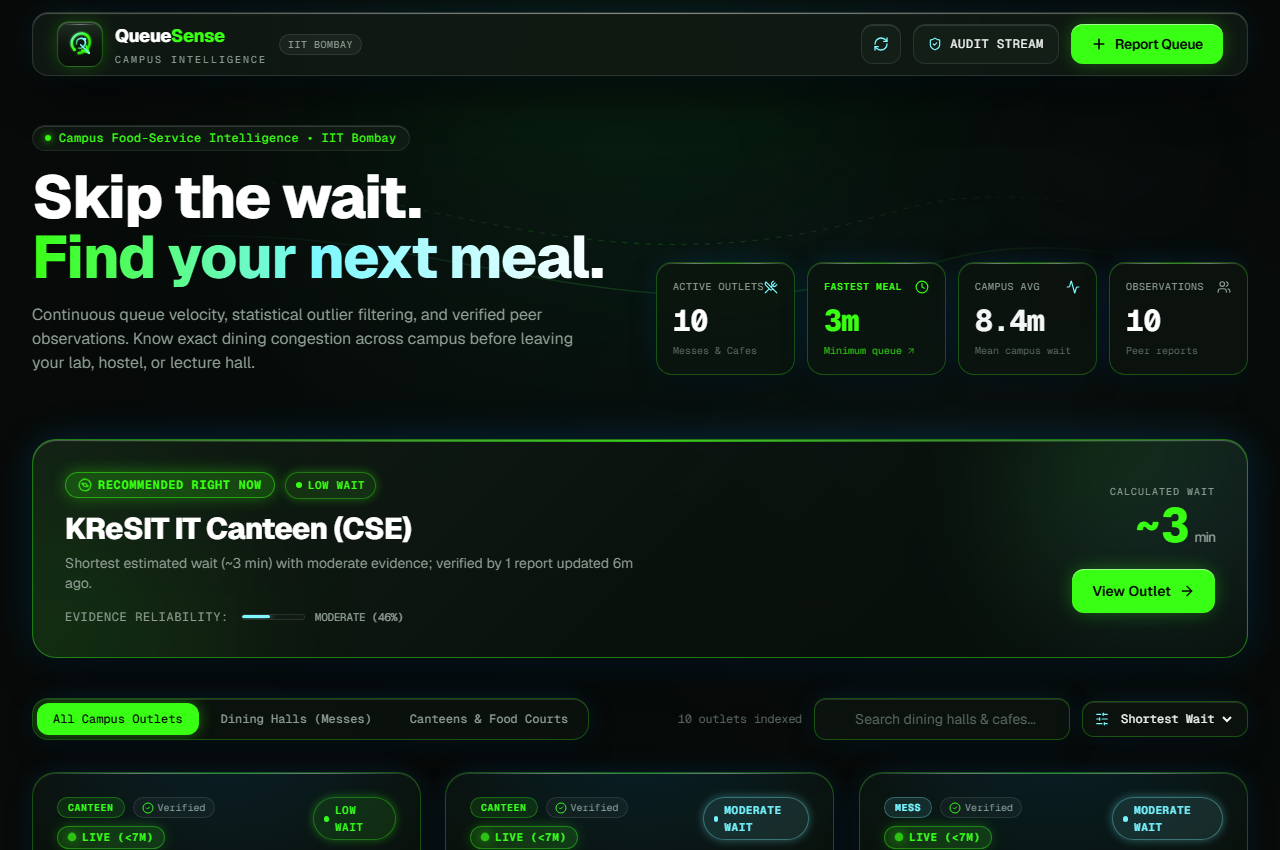 QueueSense
CAMPUS INTELLIGENCE
IIT BOMBAY
AUDIT STREAM
Report Queue
Campus Food-Service Intelligence • IIT Bombay
Skip the wait.
Find your next meal.
Continuous queue velocity, statistical outlier filtering, and verified peer
observations. Know exact dining congestion across campus before leaving
your lab, hostel, or lecture hall.
ACTIVE OUTLETS
10
Messes & Cafes
FASTEST MEAL
3m
Minimum queue ↗
CAMPUS AVG
8.4m
Mean campus wait
OBSERVATIONS
10
Peer reports
RECOMMENDED RIGHT NOW
LOW WAIT
KReSIT IT Canteen (CSE)
Shortest estimated wait (~3 min) with moderate evidence; verified by 1 report updated 6m
ago.
EVIDENCE RELIABILITY:
MODERATE (46%)
CALCULATED WAIT
~3 min
View Outlet →
All Campus Outlets
Dining Halls (Messes)
Canteens & Food Courts
10 outlets indexed
Search dining halls & cafes...
Shortest Wait
CANTEEN
Verified
LIVE (<7M)
LOW
WAIT
CANTEEN
Verified
LIVE (<7M)
MODERATE
WAIT
MESS
Verified
LIVE (<7M)
MODERATE
WAIT